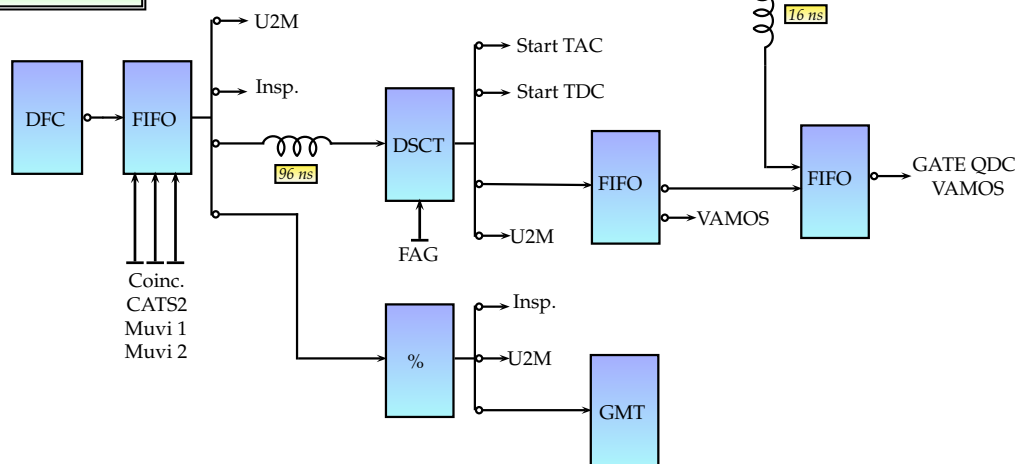 16 ns
U2M
Start TAC
Insp.
Start TDC
DFC
FIFO
DSCT
96 ns
FIFO
FIFO
GATE QDC
VAMOS
VAMOS
U2M
FAG
Coinc.
CATS2
Muvi 1
Muvi 2
Insp.
%
U2M
GMT